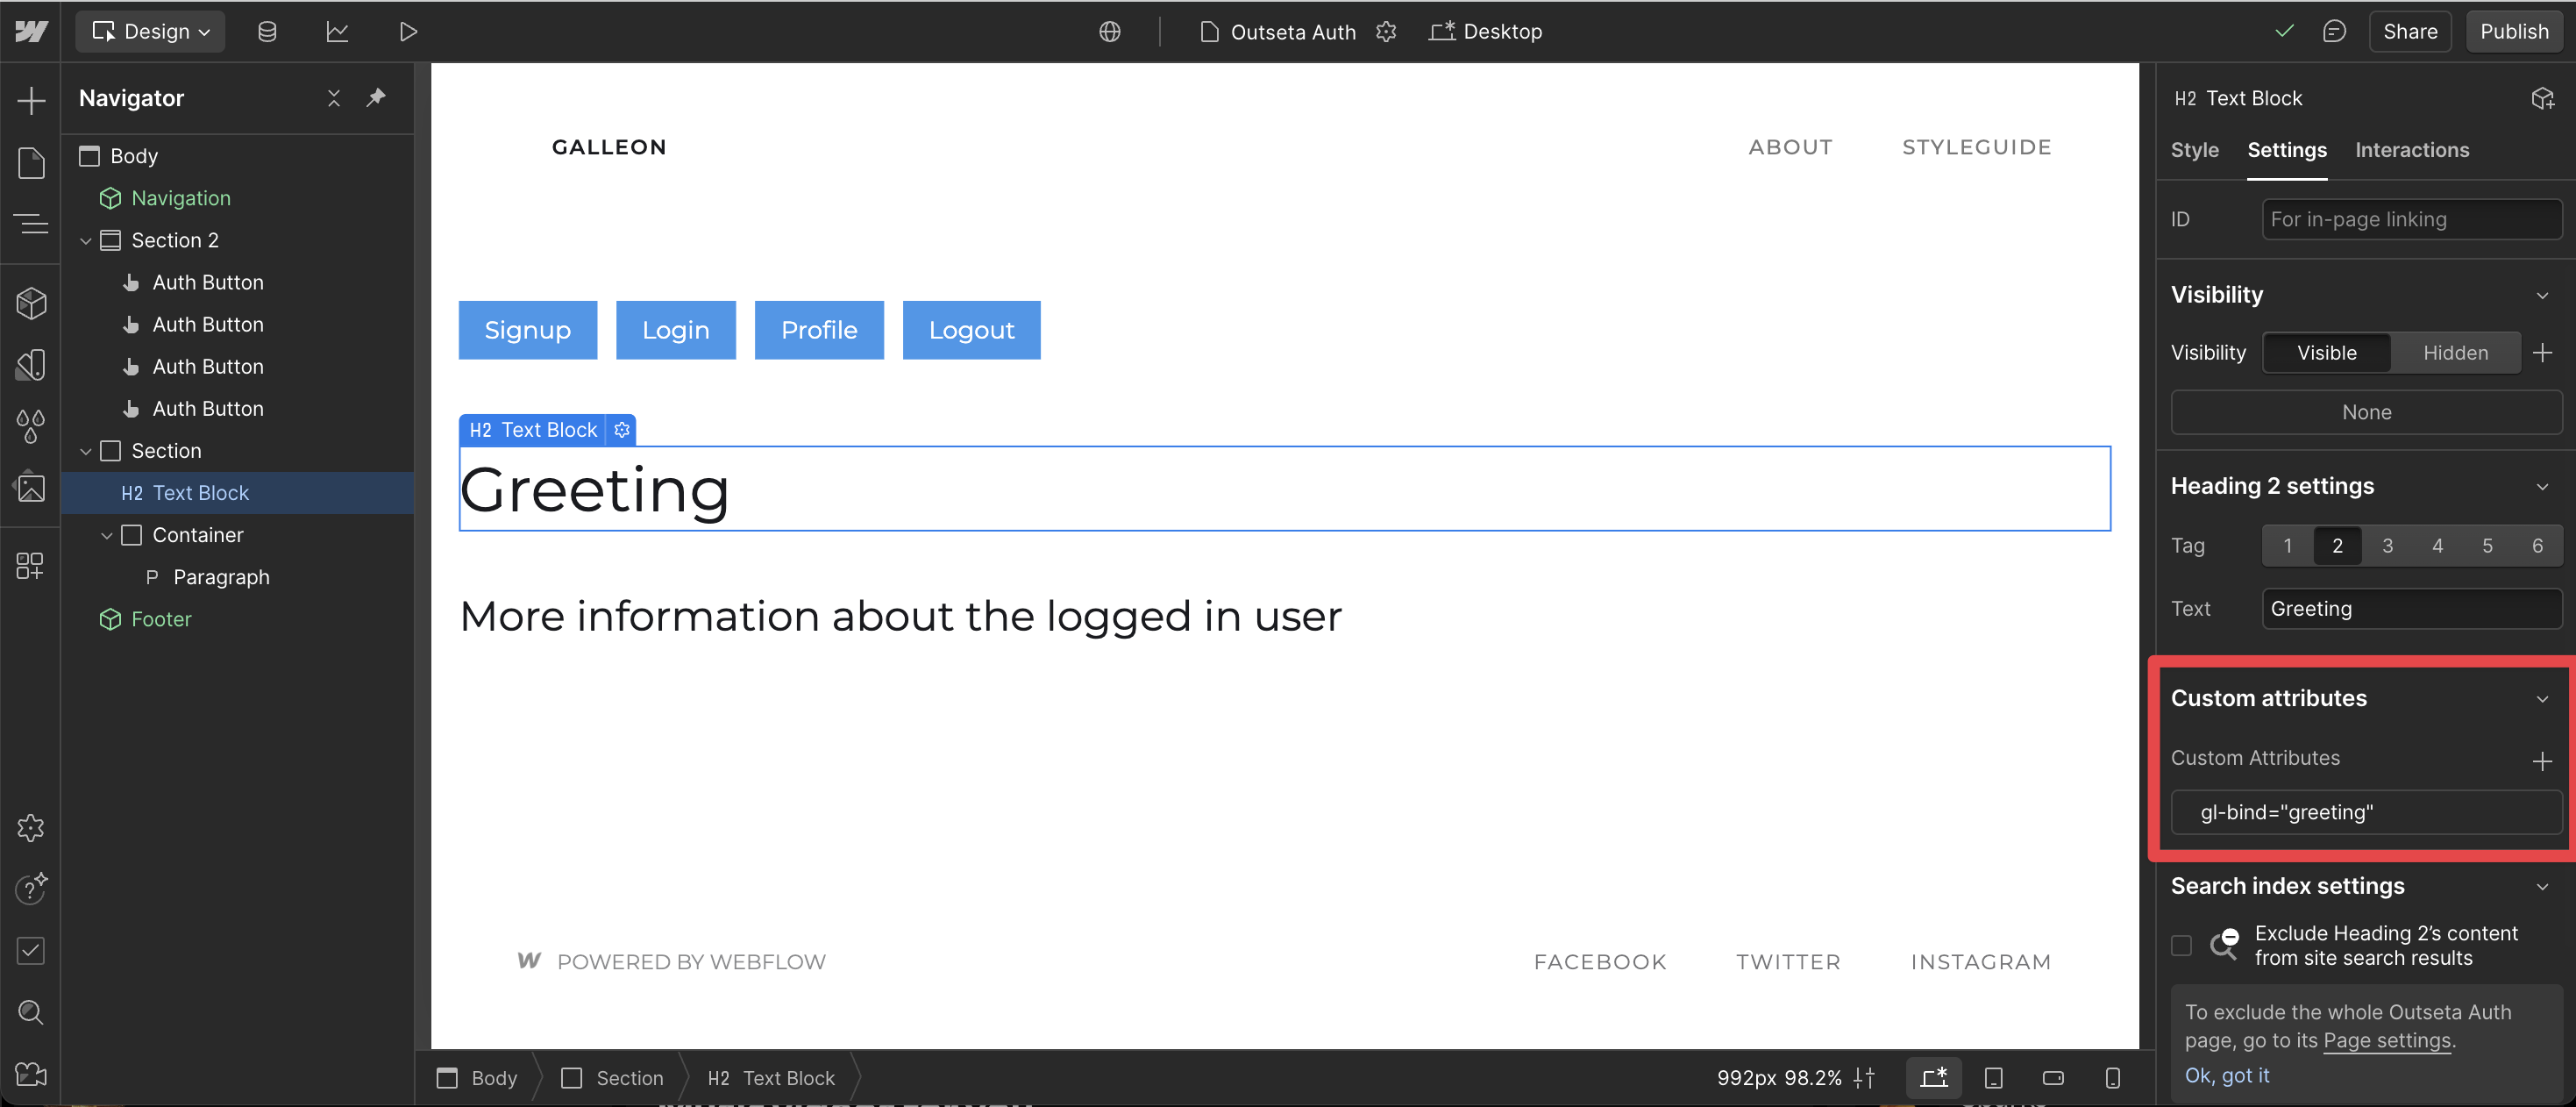 Design
Outseta Auth
Desktop
Share
Publish
Navigator
Body
Navigation
Section 2
Auth Button
Auth Button
Auth Button
Auth Button
Section
H2 Text Block
Container
P Paragraph
Footer
GALLEON
ABOUT
STYLEGUIDE
Signup
Login
Profile
Logout
H2 Text Block
Greeting
More information about the logged in user
POWERED BY WEBFLOW
FACEBOOK
TWITTER
INSTAGRAM
Body
Section
H2 Text Block
992px 98.2%
H2 Text Block
Style
Settings
Interactions
ID
For in-page linking
Visibility
Visibility
Visible
Hidden
None
Heading 2 settings
Tag
1
2
3
4
5
6
Text
Greeting
Custom attributes
Custom Attributes
gl-bind="greeting"
Search index settings
Exclude Heading 2’s content
from site search results
To exclude the whole Outseta Auth
page, go to its Page settings.
Ok, got it